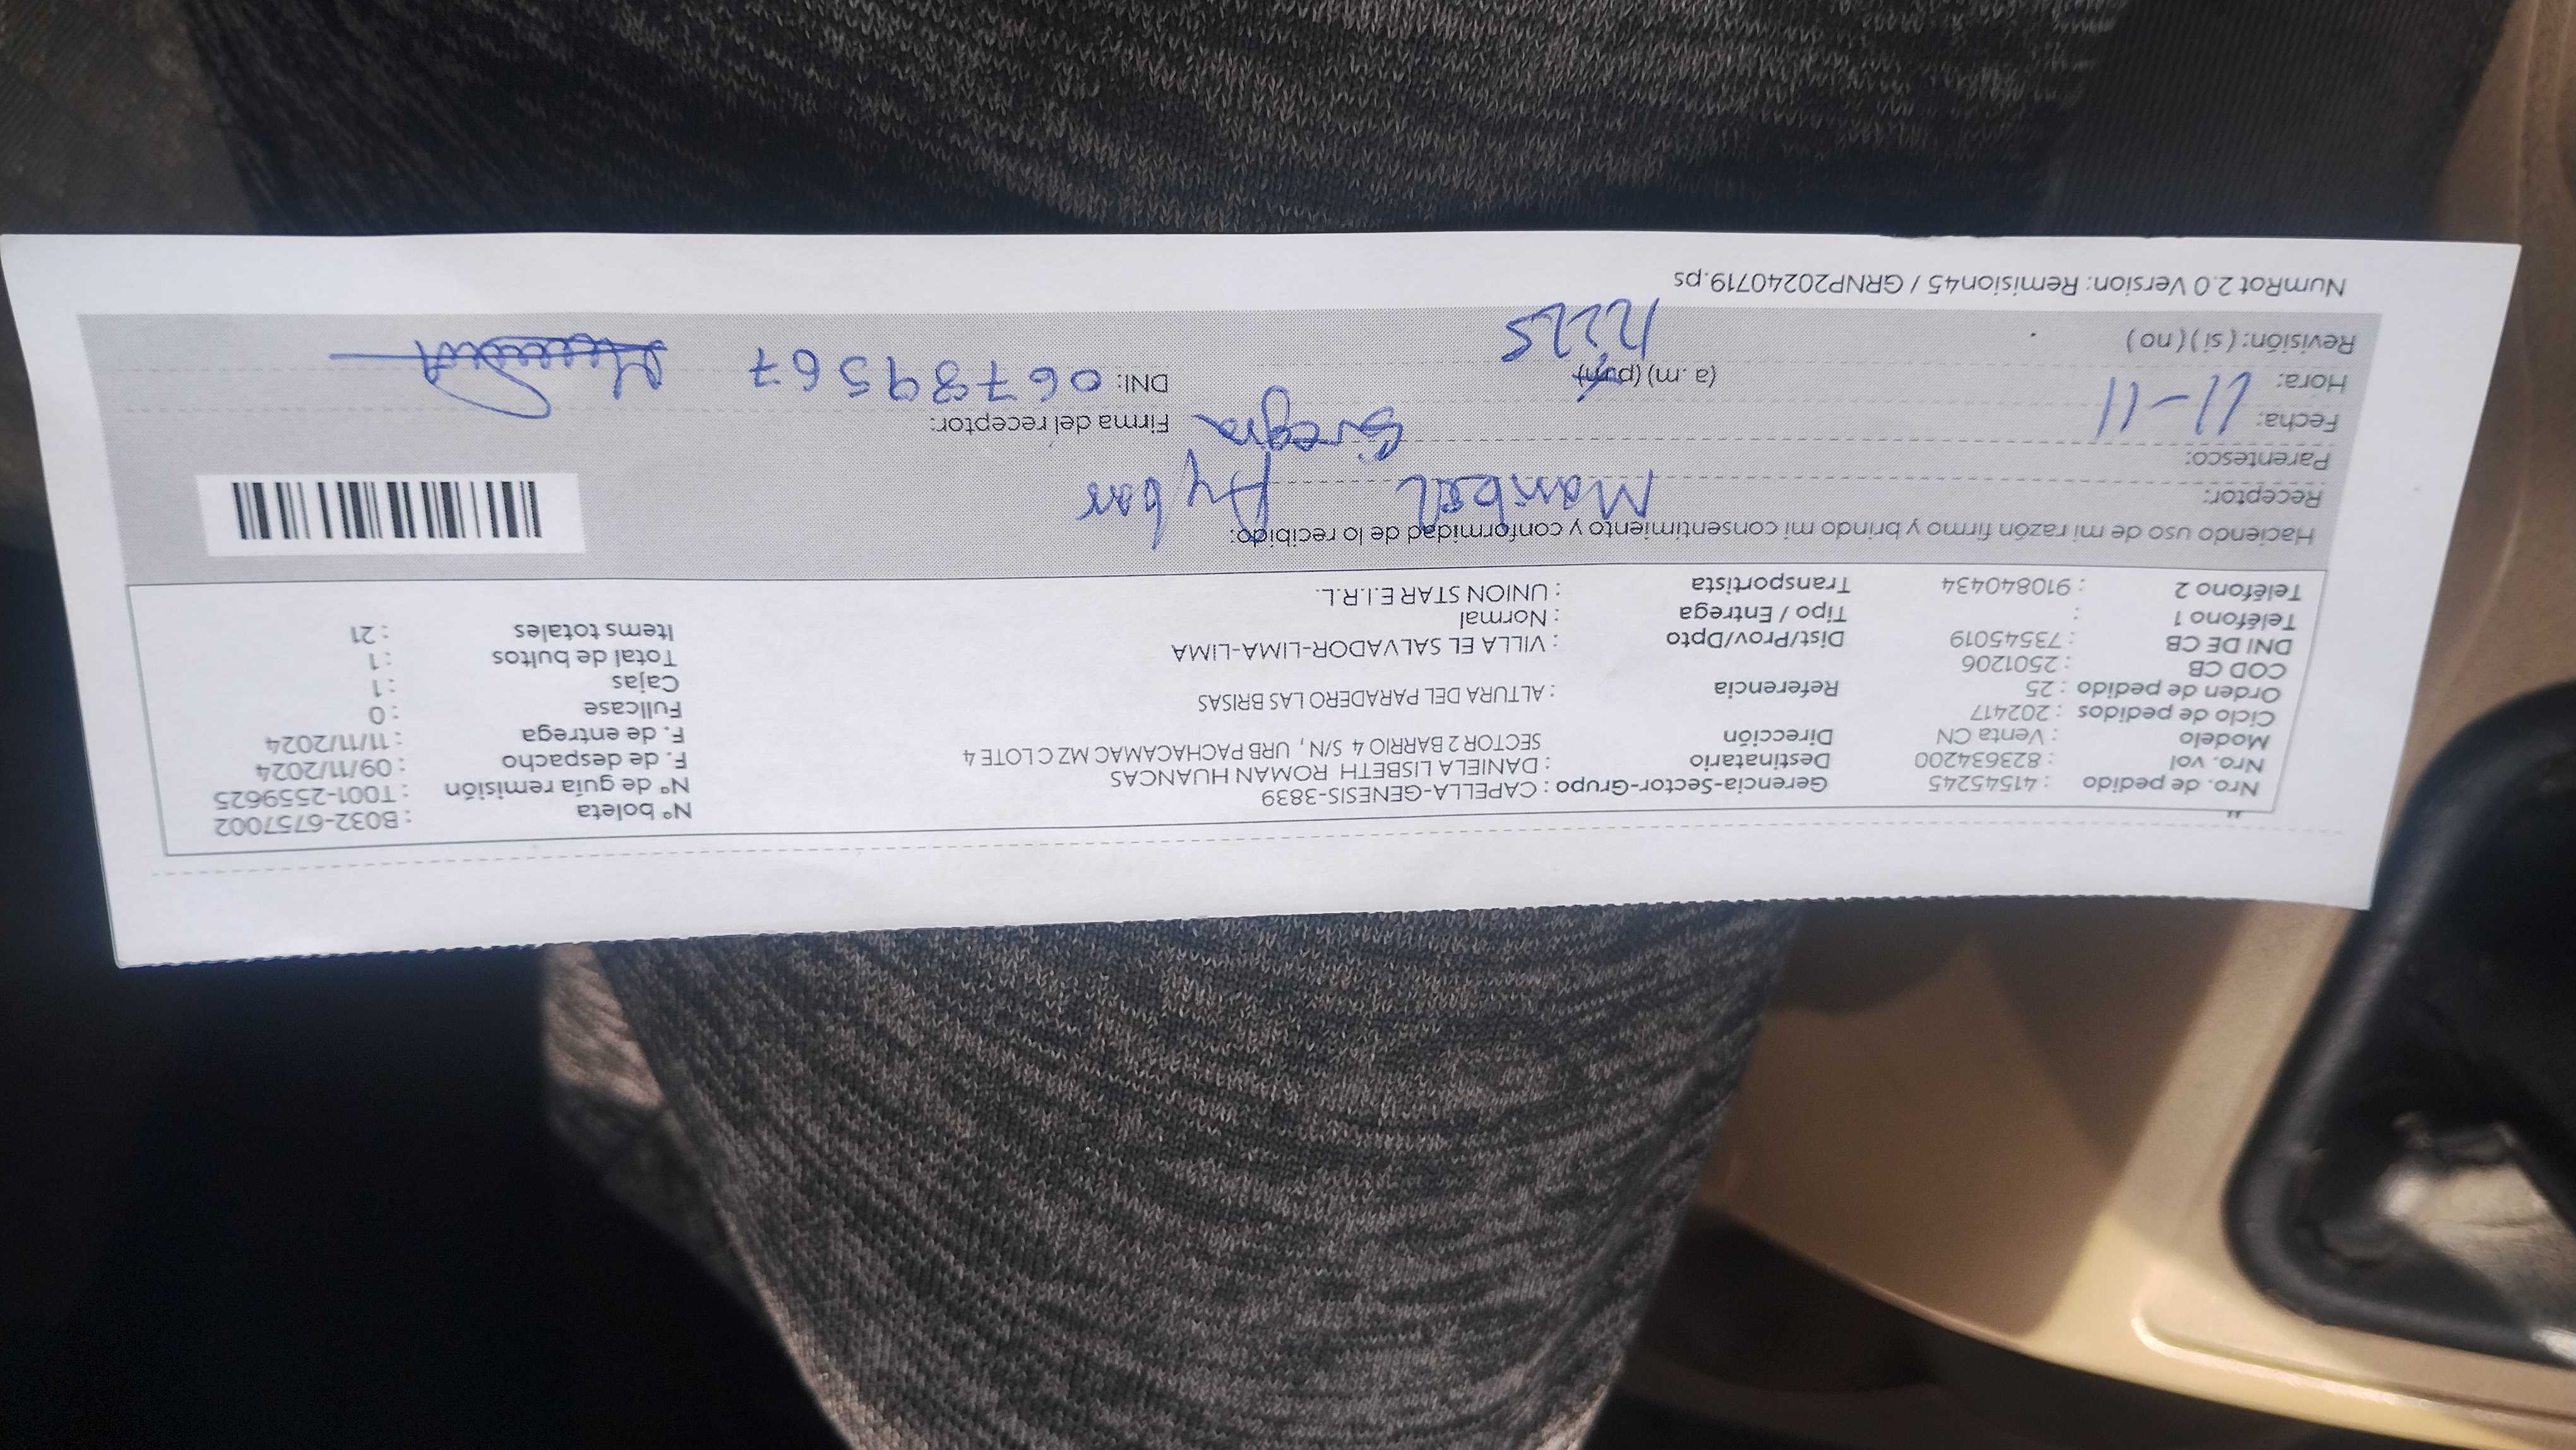 Nro. de pedido : 41545245 Gerencia-Sector-Grupo : CAPELLA-GENESIS-3839 N° boleta : B032-6757002
Nro. vol : 823634200 Destinatario : DANIELA LISBETH ROMAN HUANCAS N° de guía remisión : T001-2559625
Modelo : Venta CN Dirección SECTOR 2 BARRIO 4 S/N, URB PACHACAMAC MZ C LOTE 4 F. de despacho : 09/11/2024
Ciclo de pedidos : 202417 F. de entrega : 11/11/2024
Orden de pedido : 25 Referencia : ALTURA DEL PARADERO LAS BRISAS Fullcase : 0
COD CB : 2501206 Cajas : 1
DNI DE CB : 73545019 Dist/Prov/Dpto : VILLA EL SALVADOR-LIMA-LIMA Total de bultos : 1
Teléfono 1 : Tipo / Entrega : Normal Items totales : 21
Teléfono 2 : 910840434 Transportista : UNION STAR E.I.R.L.
Haciendo uso de mi razón firmo y brindo mi consentimiento y conformidad de lo recibido:
Receptor: Maribel Aybar
Parentesco: Suegra
Fecha: 11-11 Firma del receptor:
Hora: (a.m) (p.m) DNI: 06789567
Revisión: ( si ) ( no )
NumRot 2.0 Version: Remision45 / GRNP20240719.ps